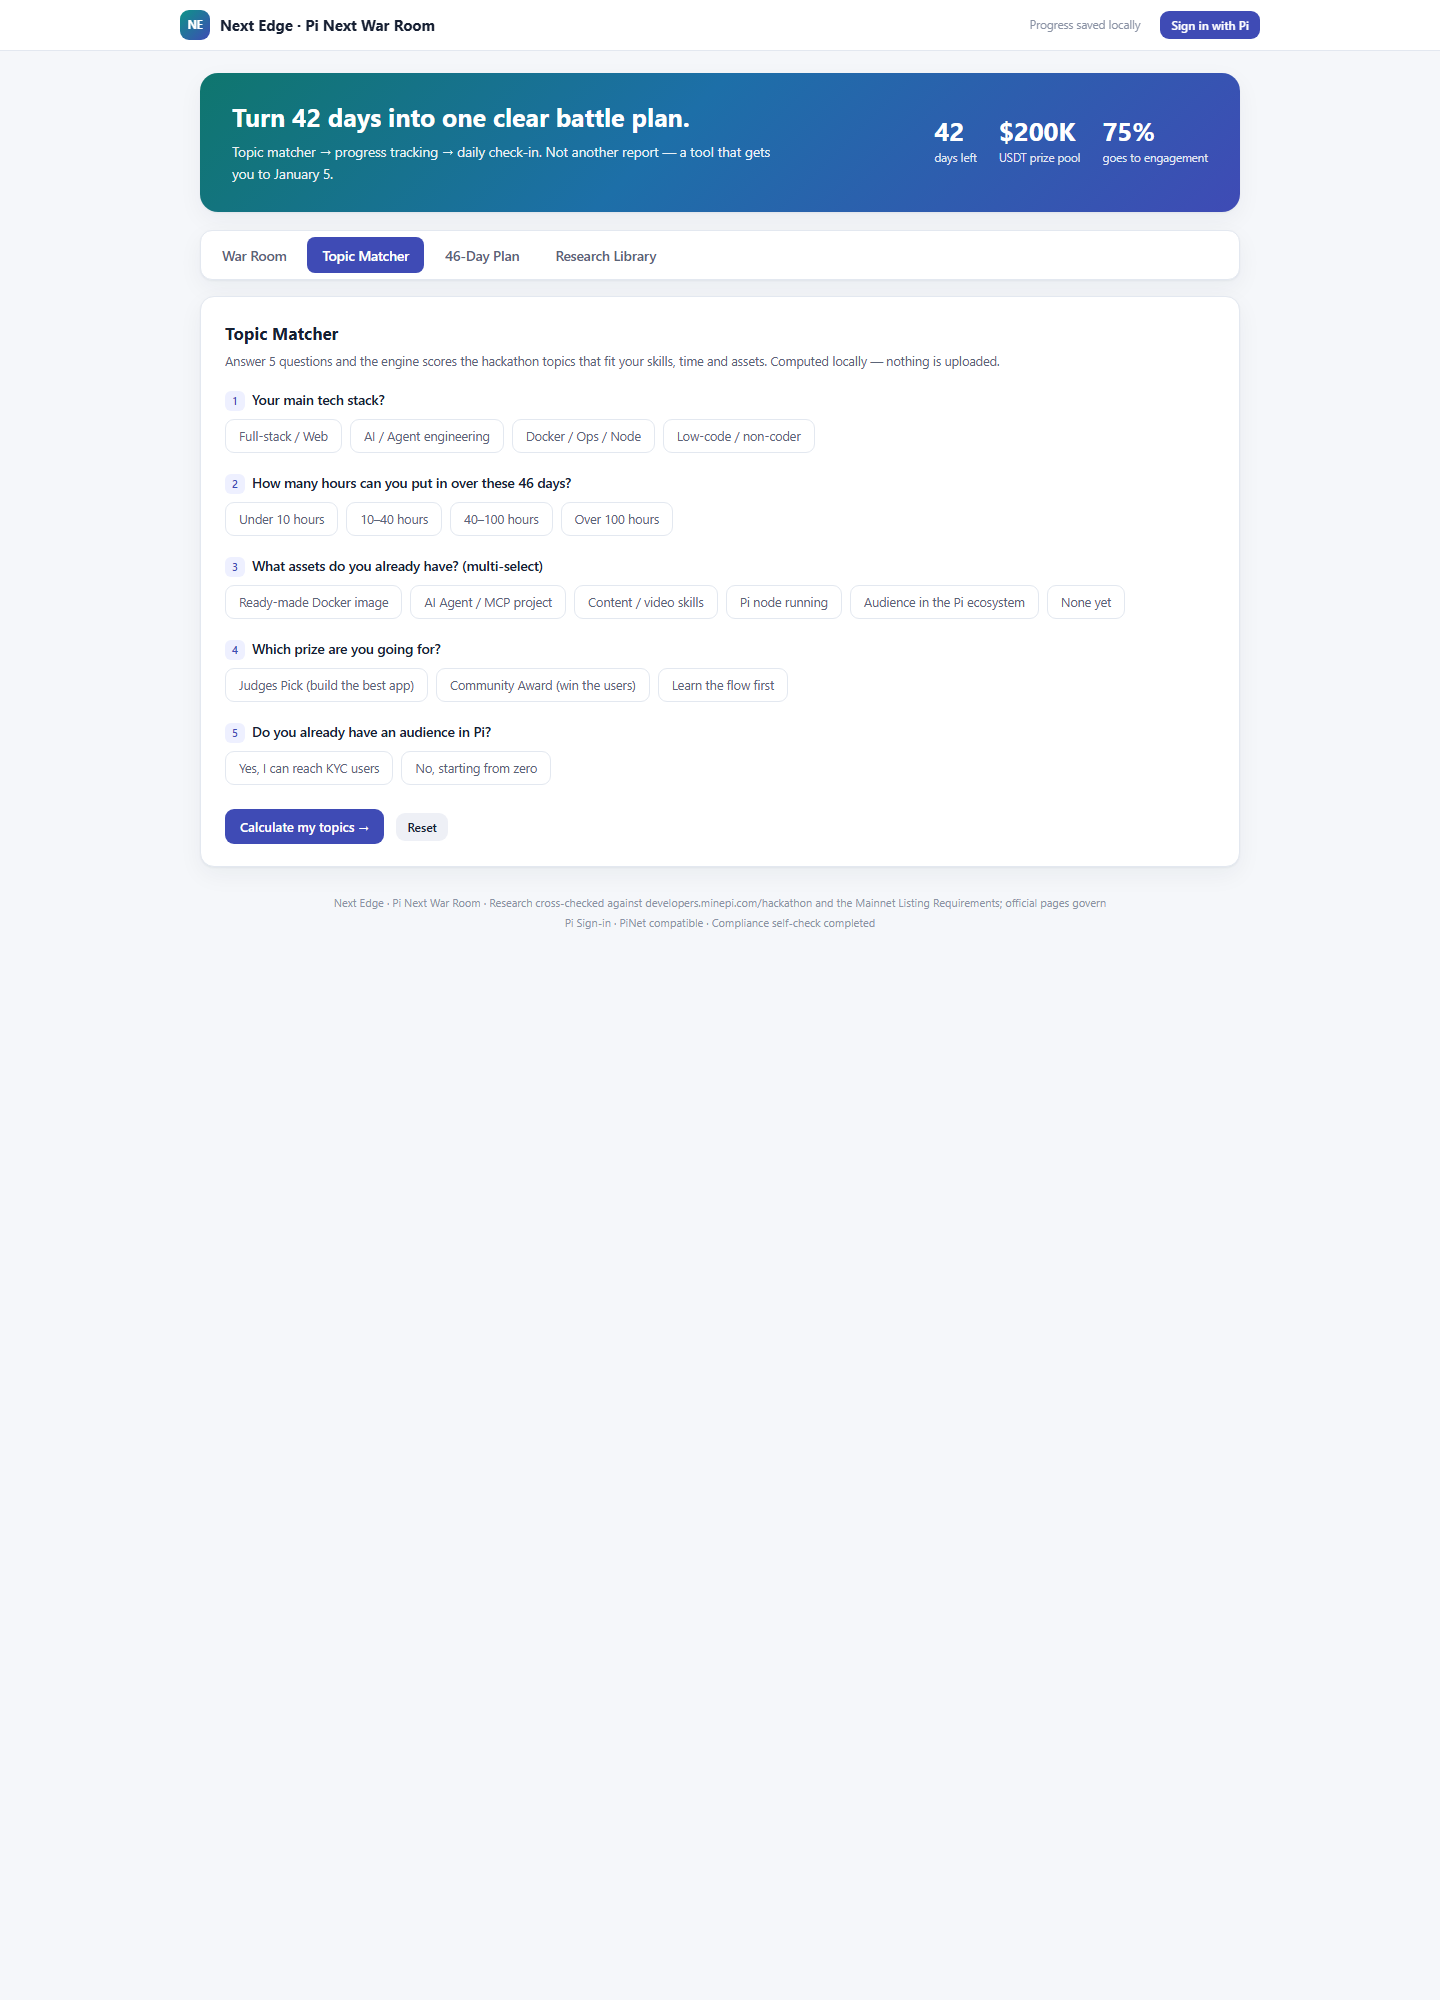 NE
Next Edge · Pi Next War Room
Progress saved locally
Sign in with Pi
Turn 42 days into one clear battle plan.
Topic matcher → progress tracking → daily check-in. Not another report — a tool that gets
you to January 5.
42
days left
$200K
USDT prize pool
75%
goes to engagement
War Room
Topic Matcher
46-Day Plan
Research Library
Topic Matcher
Answer 5 questions and the engine scores the hackathon topics that fit your skills, time and assets. Computed locally — nothing is uploaded.
1 Your main tech stack?
Full-stack / Web
AI / Agent engineering
Docker / Ops / Node
Low-code / non-coder
2 How many hours can you put in over these 46 days?
Under 10 hours
10–40 hours
40–100 hours
Over 100 hours
3 What assets do you already have? (multi-select)
Ready-made Docker image
AI Agent / MCP project
Content / video skills
Pi node running
Audience in the Pi ecosystem
None yet
4 Which prize are you going for?
Judges Pick (build the best app)
Community Award (win the users)
Learn the flow first
5 Do you already have an audience in Pi?
Yes, I can reach KYC users
No, starting from zero
Calculate my topics →
Reset
Next Edge · Pi Next War Room · Research cross-checked against developers.minepi.com/hackathon and the Mainnet Listing Requirements; official pages govern
Pi Sign-in · PiNet compatible · Compliance self-check completed